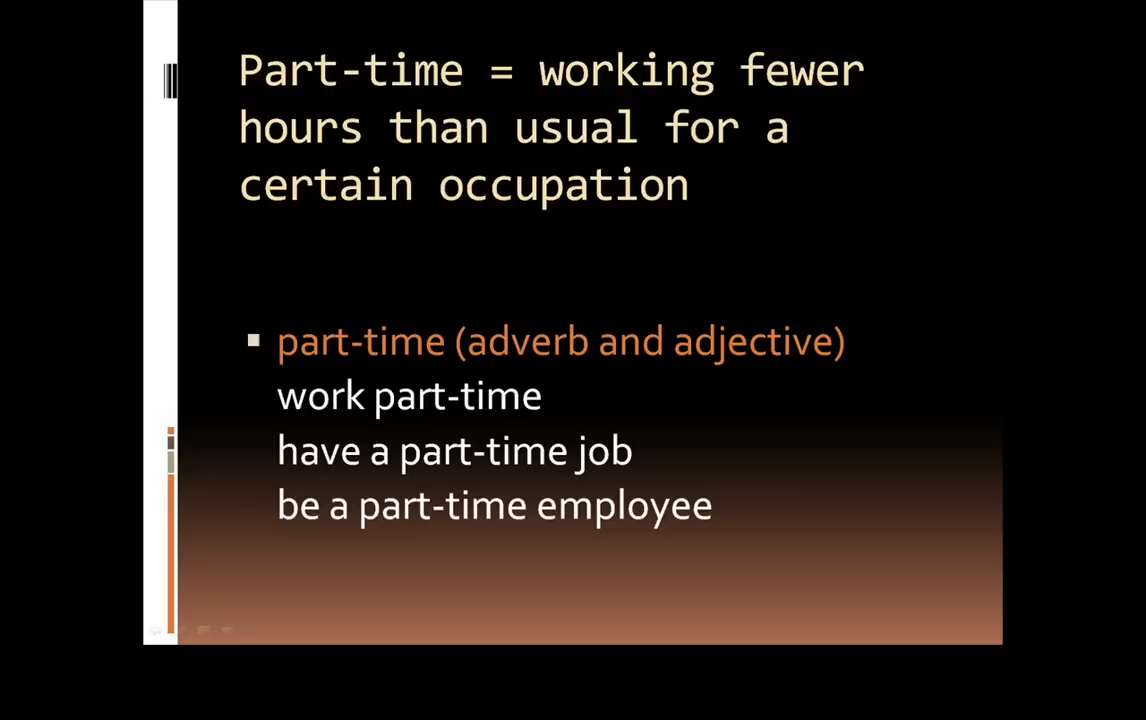 Part-time = working fewer
hours than usual for a
certain occupation
part-time (adverb and adjective)
work part-time
have a part-time job
be a part-time employee